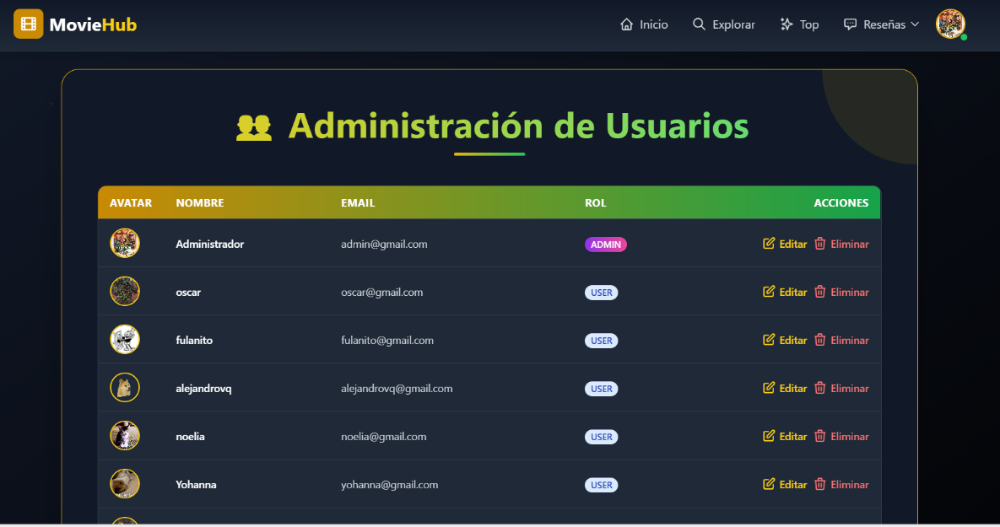 MovieHub Inicio Explorar Top Reseñas
Administración de Usuarios
AVATAR NOMBRE EMAIL ROL ACCIONES
Administrador admin@gmail.com ADMIN Editar Eliminar
oscar oscar@gmail.com USER Editar Eliminar
fulanito fulanito@gmail.com USER Editar Eliminar
alejandrovq alejandrovq@gmail.com USER Editar Eliminar
noelia noelia@gmail.com USER Editar Eliminar
Yohanna yohanna@gmail.com USER Editar Eliminar